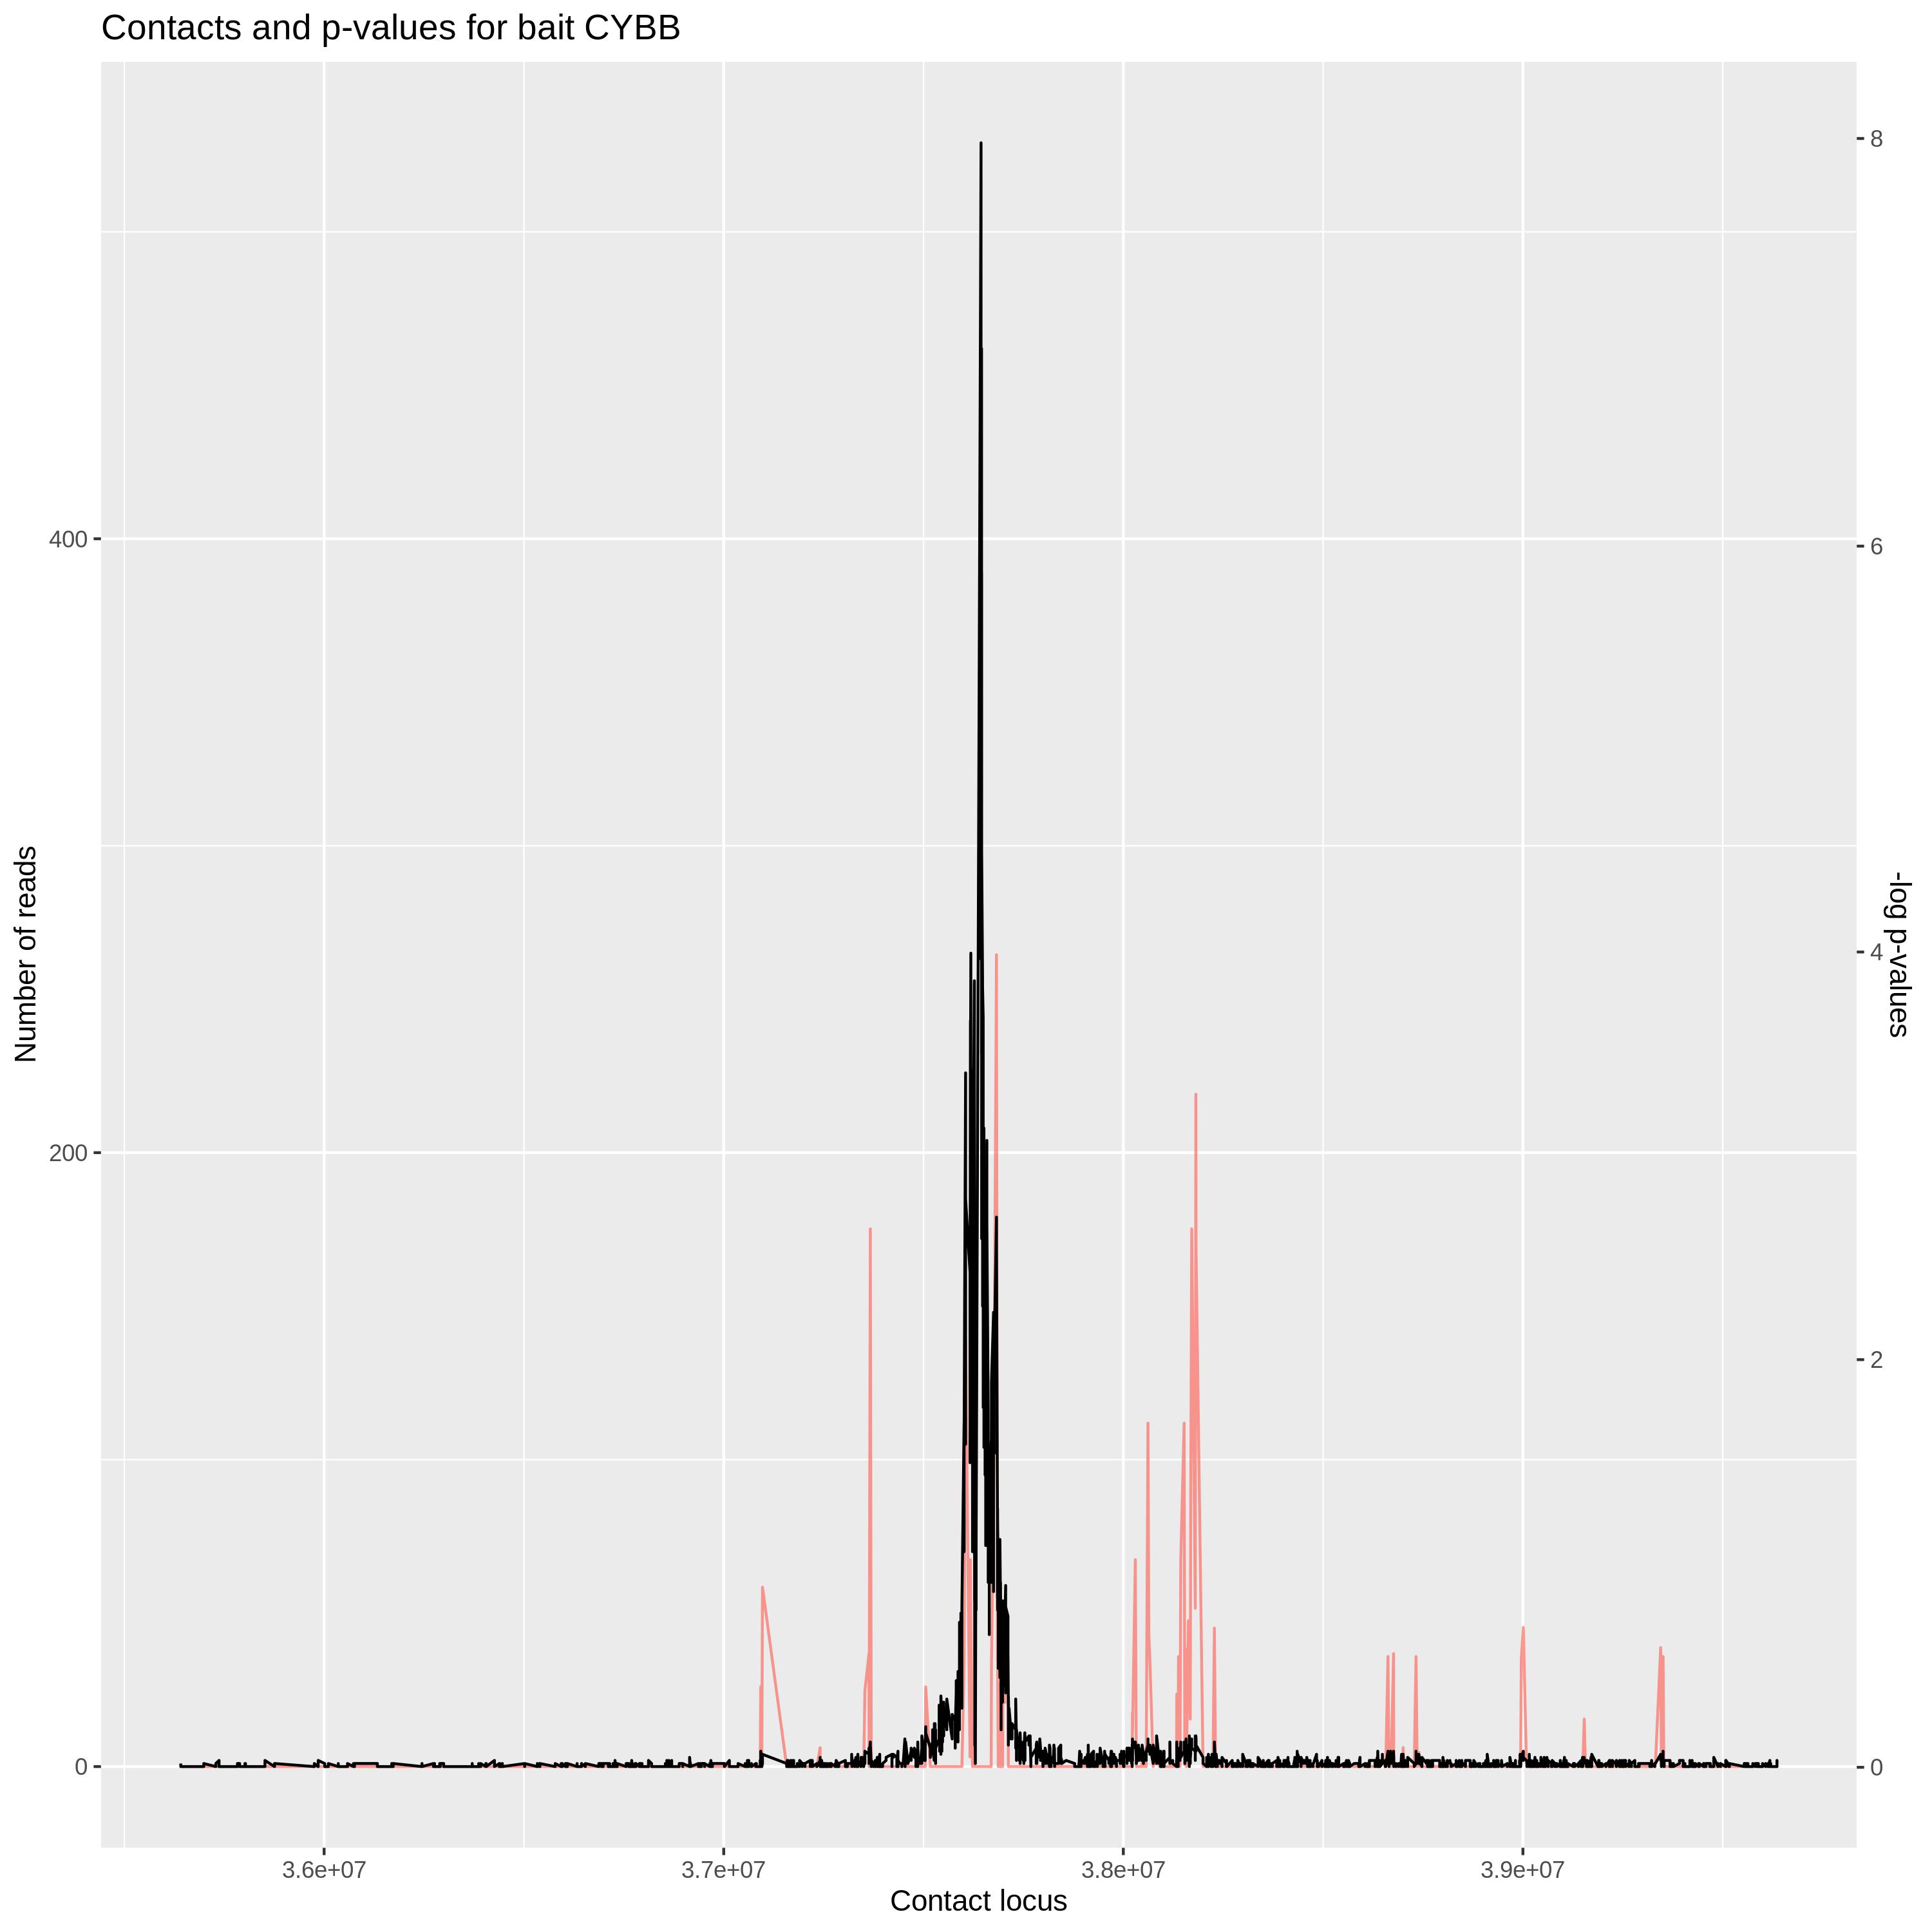 Contacts and p-values for bait CYBB
Number of reads
400
200
0
8
6
4
2
0
-log p-values
3.6e+07
3.7e+07
3.8e+07
3.9e+07
Contact locus